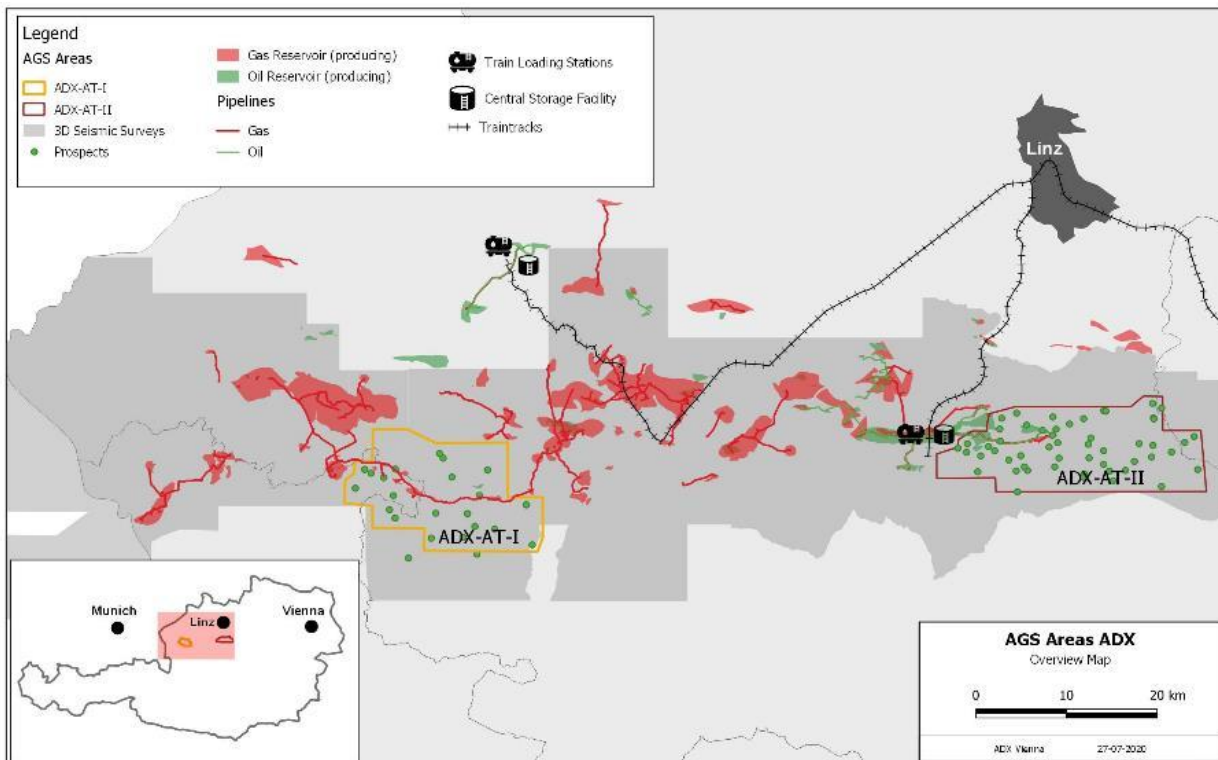 Legend
AGS Areas
ADX-AT-I
ADX-AT-II
3D Seismic Surveys
Prospects
Gas Reservoir (producing)
Oil Reservoir (producing)
Pipelines
Gas
Oil
Train Loading Stations
Central Storage Facility
Traintracks
Linz
ADX-AT-I
ADX-AT-II
Munich
Linz
Vienna
AGS Areas ADX
Overview Map
0 10 20 km
ADX Vienna 27-07-2020